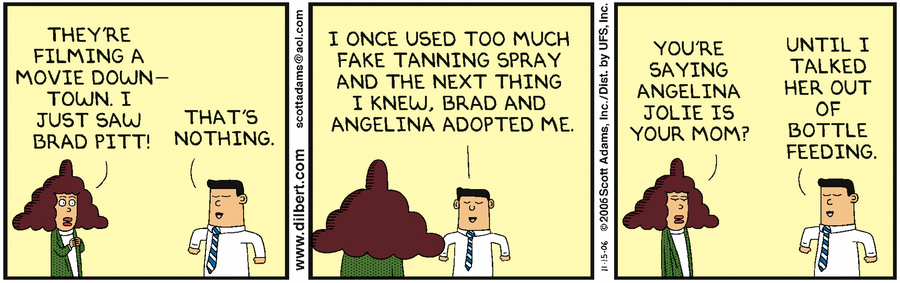 THEY'RE
FILMING A
MOVIE DOWN-
TOWN. I
JUST SAW
BRAD PITT!
THAT'S
NOTHING.
www.dilbert.com
scottadams@aol.com
I ONCE USED TOO MUCH
FAKE TANNING SPRAY
AND THE NEXT THING
I KNEW, BRAD AND
ANGELINA ADOPTED ME.
11-15-06 ©2006 Scott Adams, Inc./Dist. by UFS, Inc.
YOU'RE
SAYING
ANGELINA
JOLIE IS
YOUR MOM?
UNTIL I
TALKED
HER OUT
OF
BOTTLE
FEEDING.